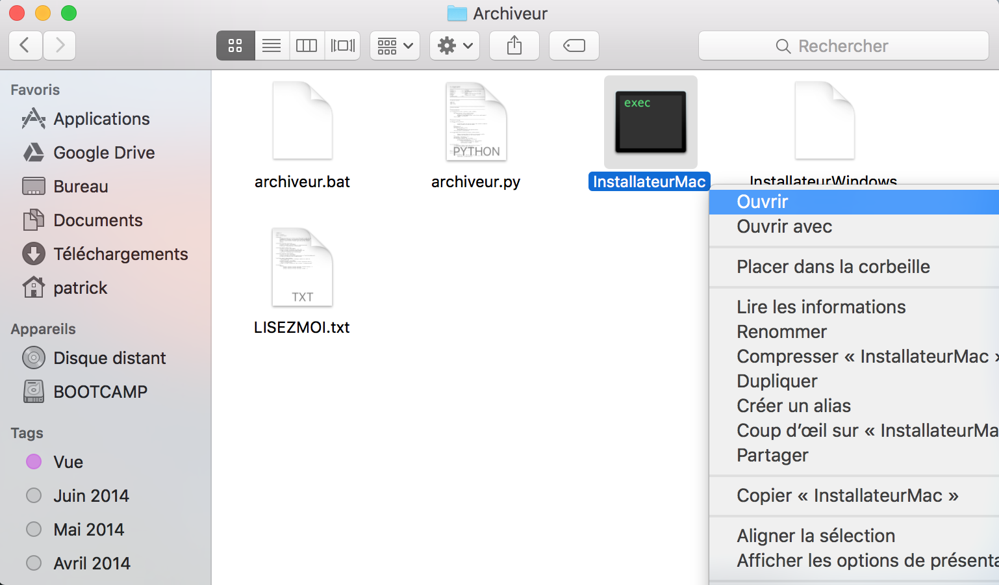 Archiveur
Rechercher
Favoris
Applications
Google Drive
Bureau
Documents
Téléchargements
patrick
Appareils
Disque distant
BOOTCAMP
Tags
Vue
Juin 2014
Mai 2014
Avril 2014
archiveur.bat
PYTHON
archiveur.py
exec
InstallateurMac
InstallateurWindows
TXT
LISEZMOI.txt
Ouvrir
Ouvrir avec
Placer dans la corbeille
Lire les informations
Renommer
Compresser « InstallateurMac »
Dupliquer
Créer un alias
Coup d’œil sur « InstallateurMa
Partager
Copier « InstallateurMac »
Aligner la sélection
Afficher les options de présenta